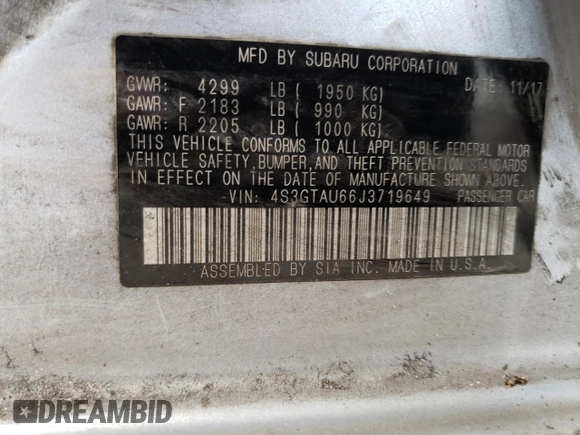 MFD BY SUBARU CORPORATION
GVWR: 4299 LB ( 1950 KG) DATE: 11/17
GAWR: F 2183 LB ( 990 KG)
GAWR: R 2205 LB ( 1000 KG)
THIS VEHICLE CONFORMS TO ALL APPLICABLE FEDERAL MOTOR
VEHICLE SAFETY, BUMPER, AND THEFT PREVENTION STANDARDS
IN EFFECT ON THE DATE OF MANUFACTURE SHOWN ABOVE.
VIN: 4S3GTAU66J3719649 PASSENGER CAR
ASSEMBLED BY SIA INC. MADE IN U.S.A.
DREAMBID